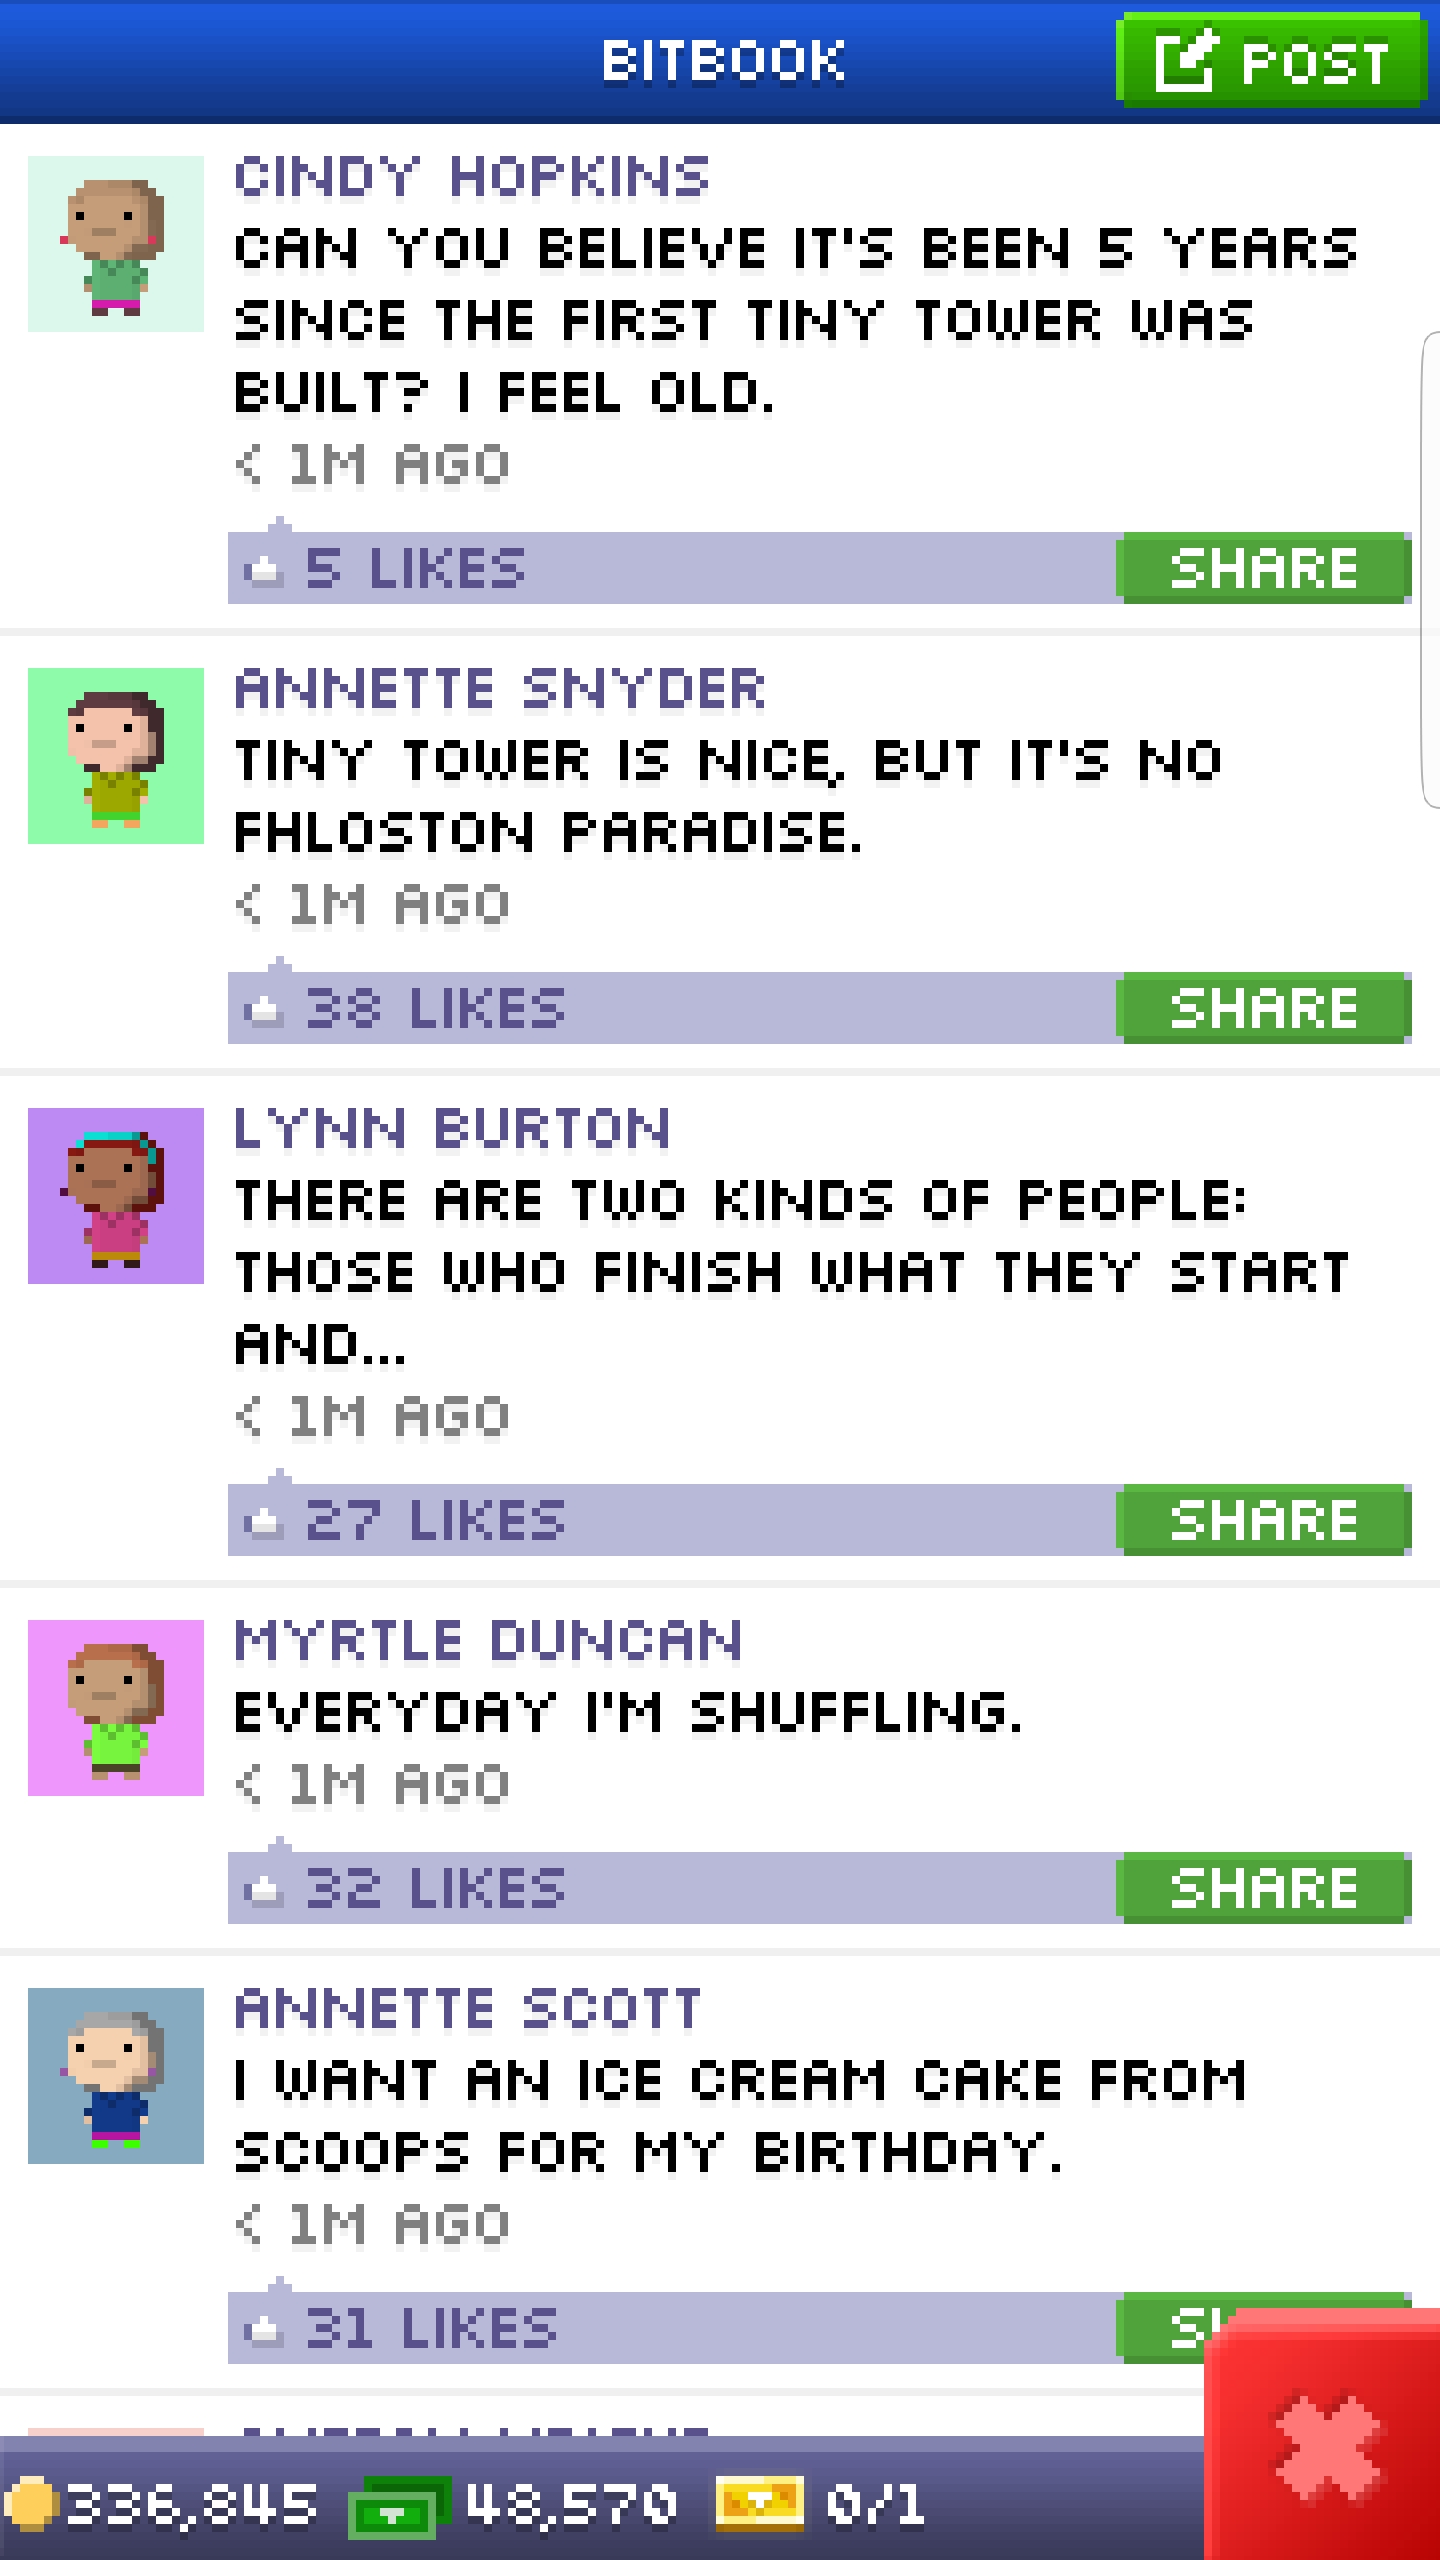 BITBOOK
POST
CINDY HOPKINS
CAN YOU BELIEVE IT'S BEEN 5 YEARS
SINCE THE FIRST TINY TOWER WAS
BUILT? I FEEL OLD.
< 1M AGO
5 LIKES
SHARE
ANNETTE SNYDER
TINY TOWER IS NICE, BUT IT'S NO
FHLOSTON PARADISE.
< 1M AGO
38 LIKES
SHARE
LYNN BURTON
THERE ARE TWO KINDS OF PEOPLE:
THOSE WHO FINISH WHAT THEY START
AND...
< 1M AGO
27 LIKES
SHARE
MYRTLE DUNCAN
EVERYDAY I'M SHUFFLING.
< 1M AGO
32 LIKES
SHARE
ANNETTE SCOTT
I WANT AN ICE CREAM CAKE FROM
SCOOPS FOR MY BIRTHDAY.
< 1M AGO
31 LIKES
336,845
48,570
0/1